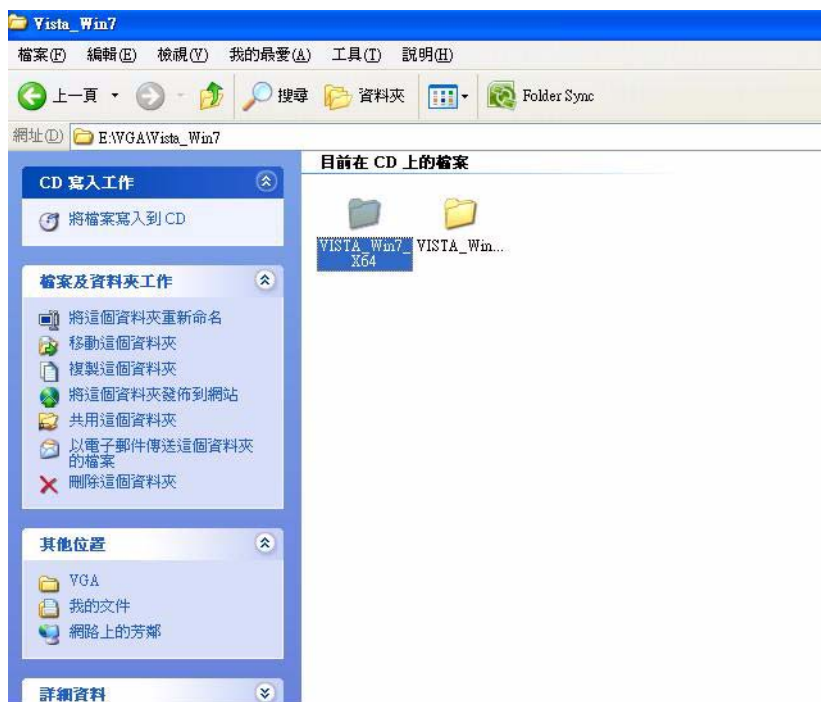 Vista_Win7
檔案(F) 編輯(E) 檢視(V) 我的最愛(A) 工具(T) 說明(H)
上一頁 搜尋 資料夾 Folder Sync
網址(D) E:\VGA\Vista_Win7
目前在 CD 上的檔案
VISTA_Win7_
X64
VISTA_Win...
CD 寫入工作
將檔案寫入到 CD
檔案及資料夾工作
將這個資料夾重新命名
移動這個資料夾
複製這個資料夾
將這個資料夾發佈到網站
共用這個資料夾
以電子郵件傳送這個資料夾
的檔案
刪除這個資料夾
其他位置
VGA
我的文件
網路上的芳鄰
詳細資料